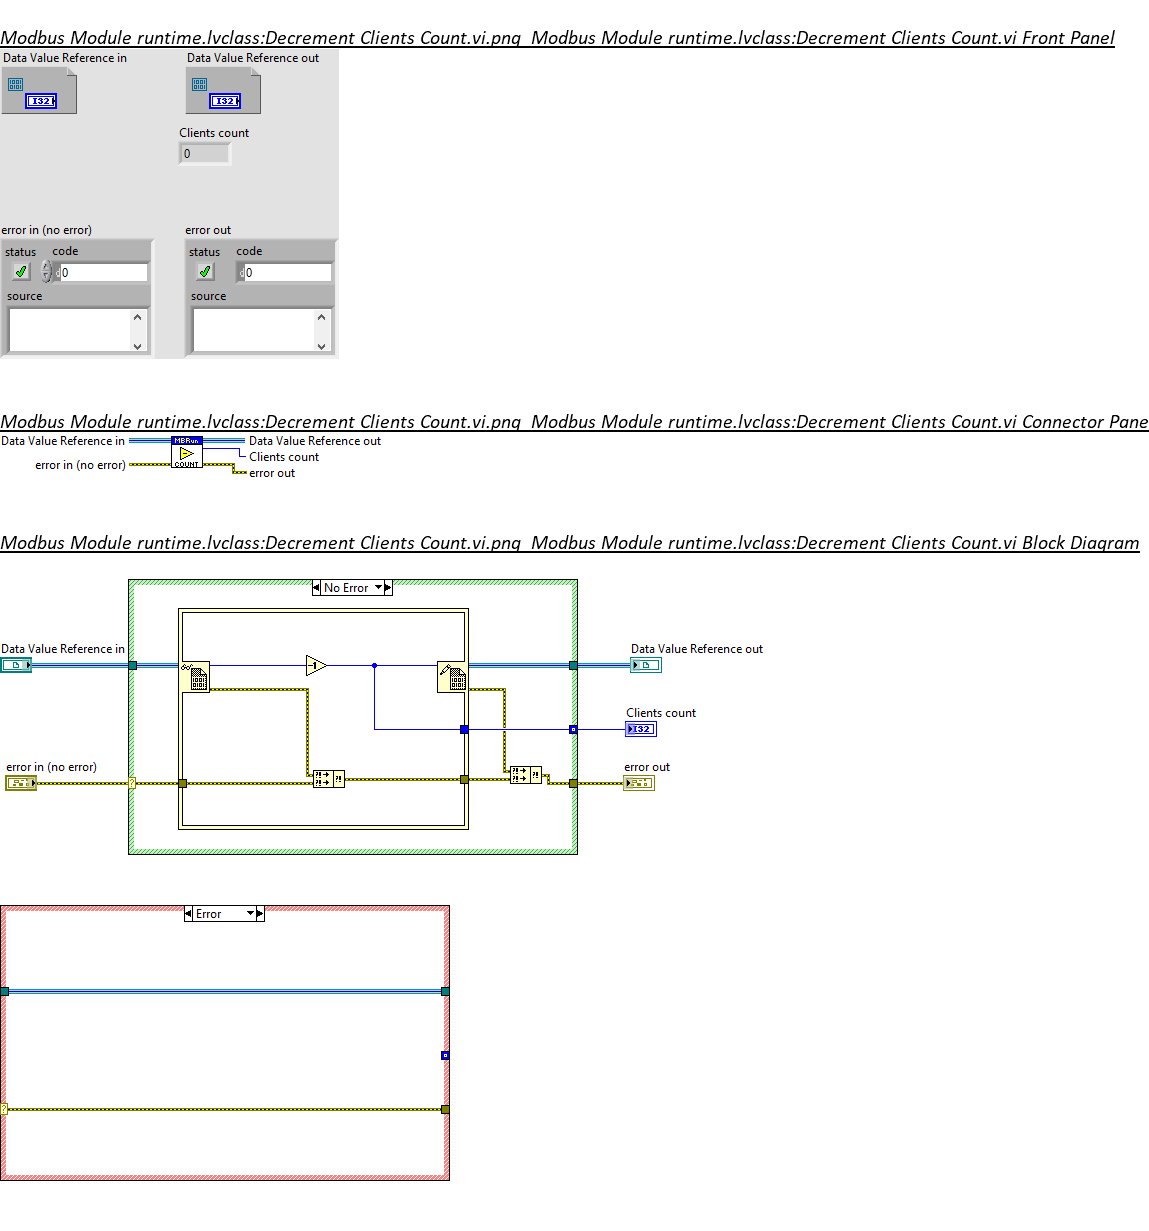 Modbus Module runtime.lvclass:Decrement Clients Count.vi.png Modbus Module runtime.lvclass:Decrement Clients Count.vi Front Panel
Data Value Reference in
Data Value Reference out
I32
I32
Clients count
0
error in (no error)
error out
status
code
status
code
0
0
source
source
Modbus Module runtime.lvclass:Decrement Clients Count.vi.png Modbus Module runtime.lvclass:Decrement Clients Count.vi Connector Pane
Data Value Reference in
MBRun
Data Value Reference out
Clients count
error in (no error)
COUNT
error out
Modbus Module runtime.lvclass:Decrement Clients Count.vi.png Modbus Module runtime.lvclass:Decrement Clients Count.vi Block Diagram
No Error
Data Value Reference in
Data Value Reference out
-1
Clients count
I32
error in (no error)
error out
?!
?!
?
Error
?